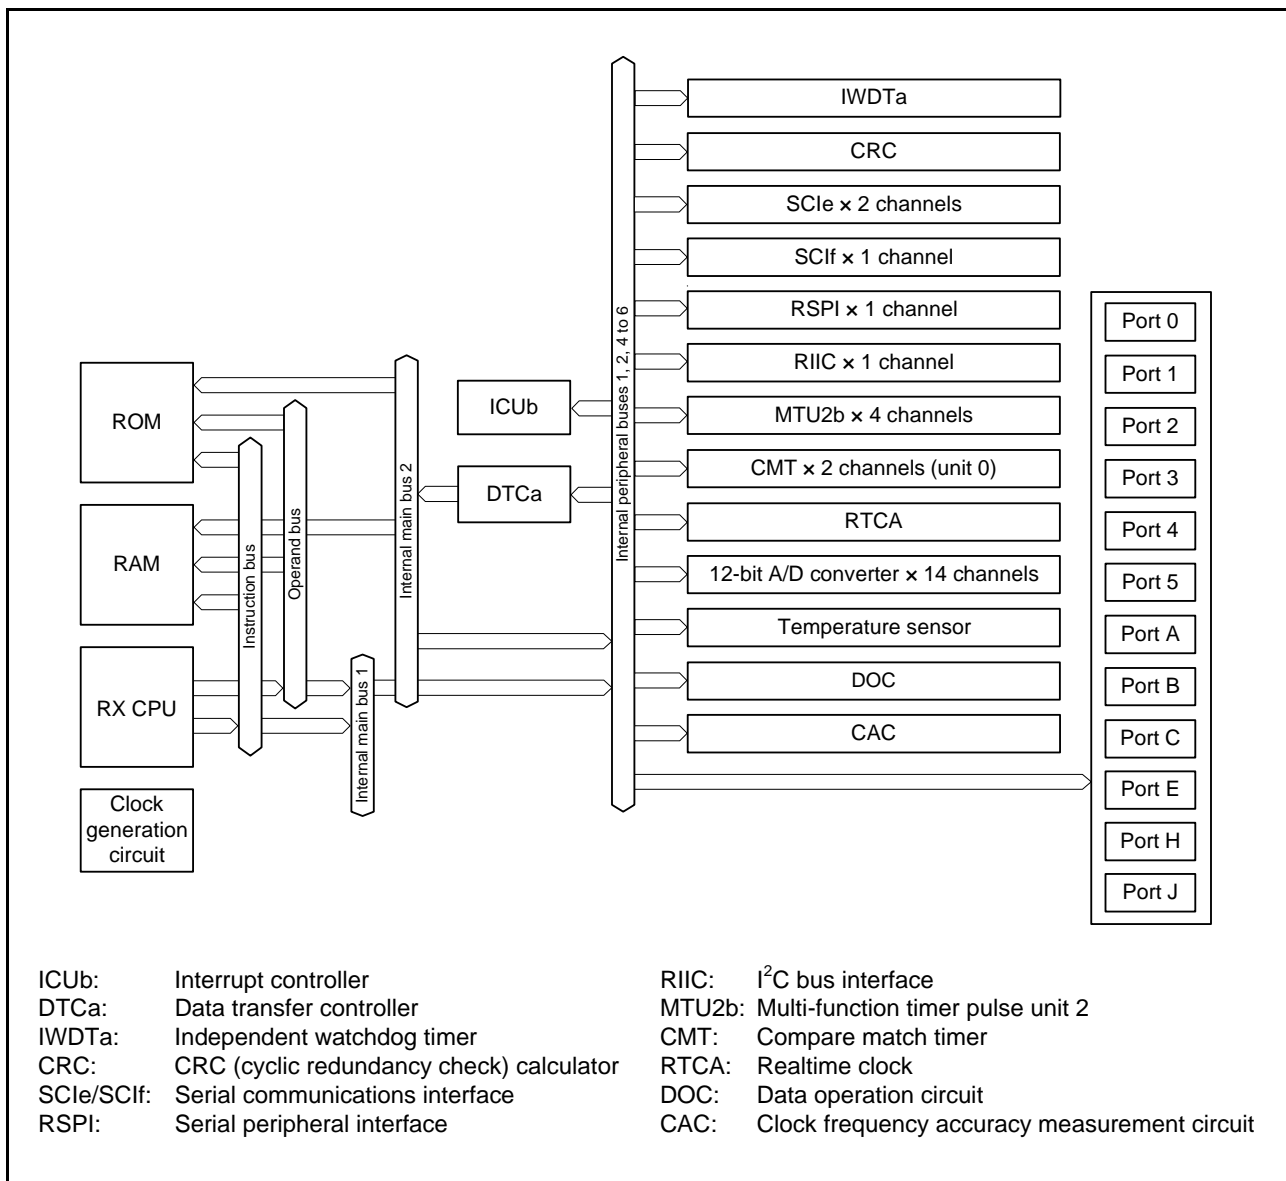 IWDTa
CRC
SCIe × 2 channels
SCIf × 1 channel
RSPI × 1 channel
RIIC × 1 channel
MTU2b × 4 channels
CMT × 2 channels (unit 0)
RTCA
12-bit A/D converter × 14 channels
Temperature sensor
DOC
CAC
Port 0
Port 1
Port 2
Port 3
Port 4
Port 5
Port A
Port B
Port C
Port E
Port H
Port J
Internal peripheral buses 1, 2, 4 to 6
ICUb
DTCa
Internal main bus 2
Internal main bus 1
Operand bus
Instruction bus
ROM
RAM
RX CPU
Clock
generation
circuit
ICUb: Interrupt controller
DTCa: Data transfer controller
IWDTa: Independent watchdog timer
CRC: CRC (cyclic redundancy check) calculator
SCIe/SCIf: Serial communications interface
RSPI: Serial peripheral interface
RIIC: I²C bus interface
MTU2b: Multi-function timer pulse unit 2
CMT: Compare match timer
RTCA: Realtime clock
DOC: Data operation circuit
CAC: Clock frequency accuracy measurement circuit